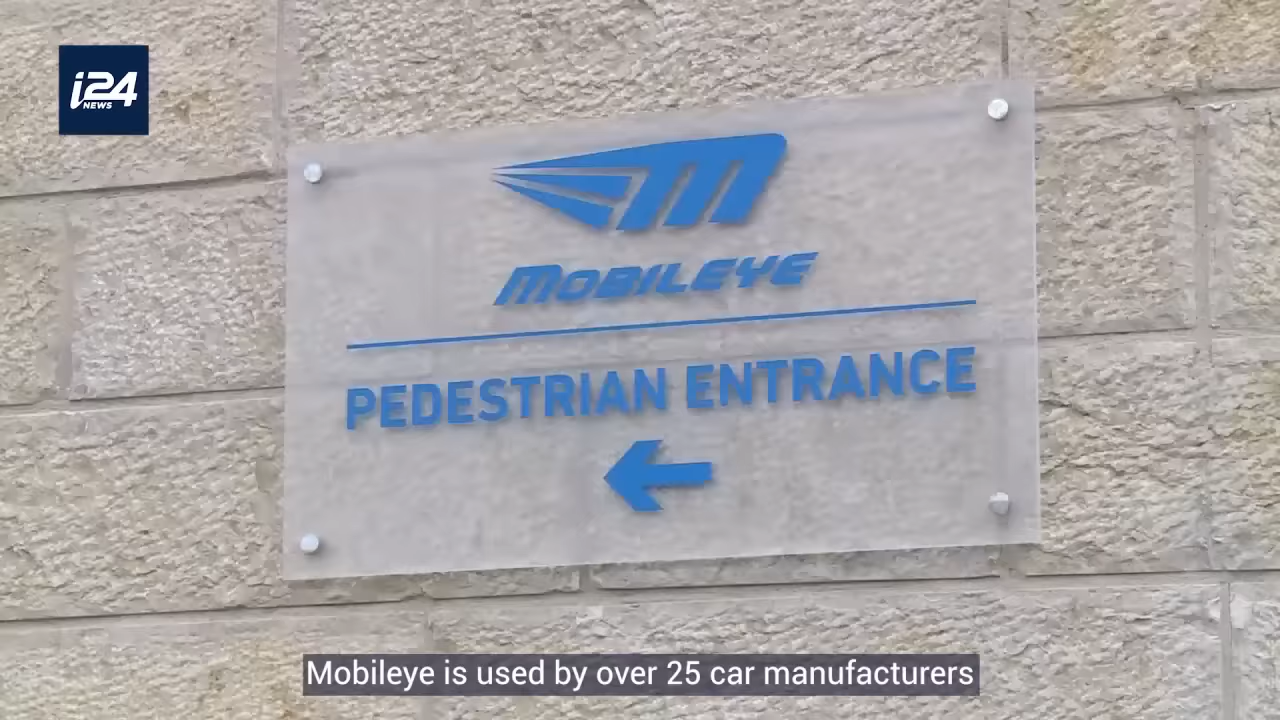 i24
NEWS
MOBILEYE
PEDESTRIAN ENTRANCE
Mobileye is used by over 25 car manufacturers